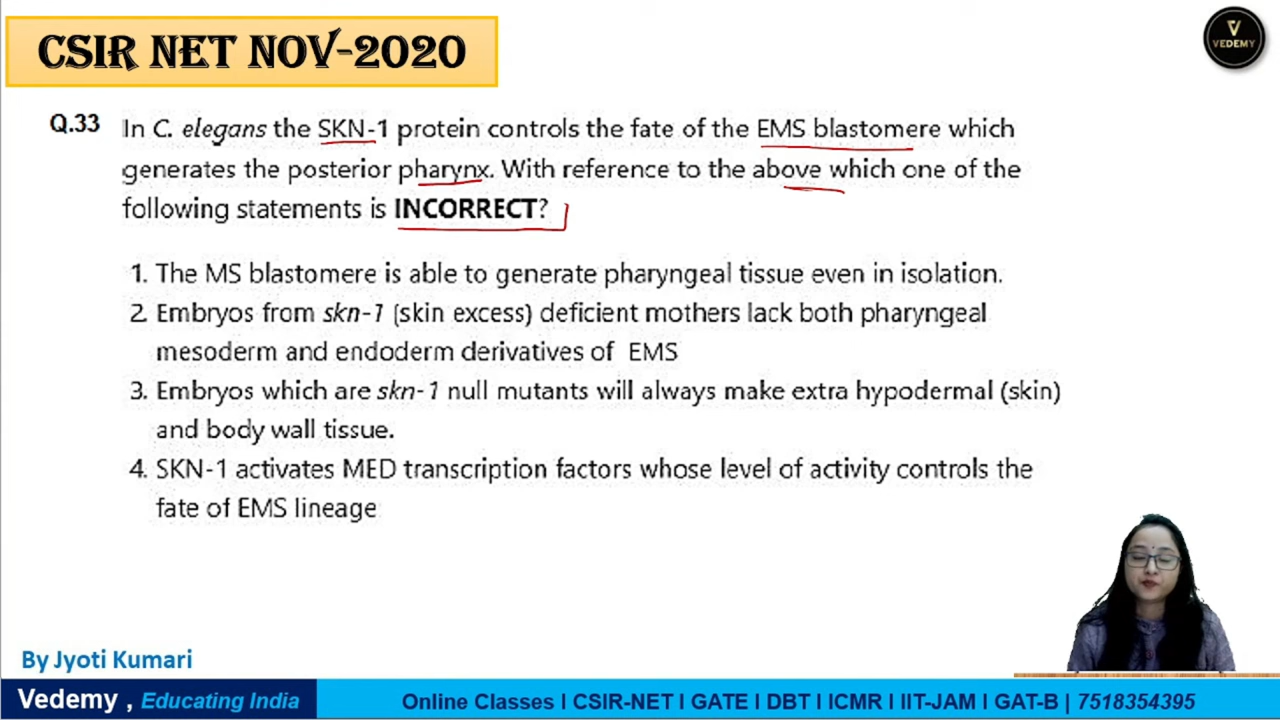 CSIR NET NOV-2020
VEDEMY
Q.33 In C. elegans the SKN-1 protein controls the fate of the EMS blastomere which
generates the posterior pharynx. With reference to the above which one of the
following statements is INCORRECT?
1. The MS blastomere is able to generate pharyngeal tissue even in isolation.
2 Embryos from skn-1 (skin excess) deficient mothers lack both pharyngeal
mesoderm and endoderm derivatives of EMS
3. Embryos which are skn-1 null mutants will always make extra hypodermal (skin)
and body wall tissue.
4. SKN-1 activates MED transcription factors whose level of activity controls the
fate of EMS lineage
By Jyoti Kumari
Vedemy , Educating India
Online Classes I CSIR-NET I GATE I DBT I ICMR I IIT-JAM I GAT-B | 7518354395